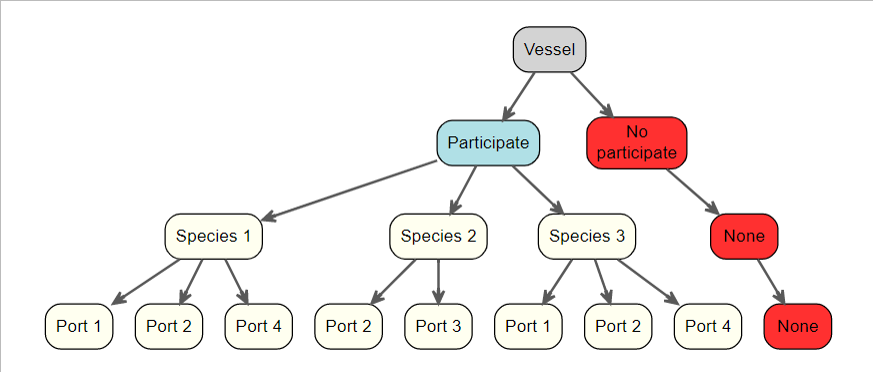 Vessel
Participate
No
participate
Species 1
Species 2
Species 3
None
Port 1
Port 2
Port 4
Port 2
Port 3
Port 1
Port 2
Port 4
None